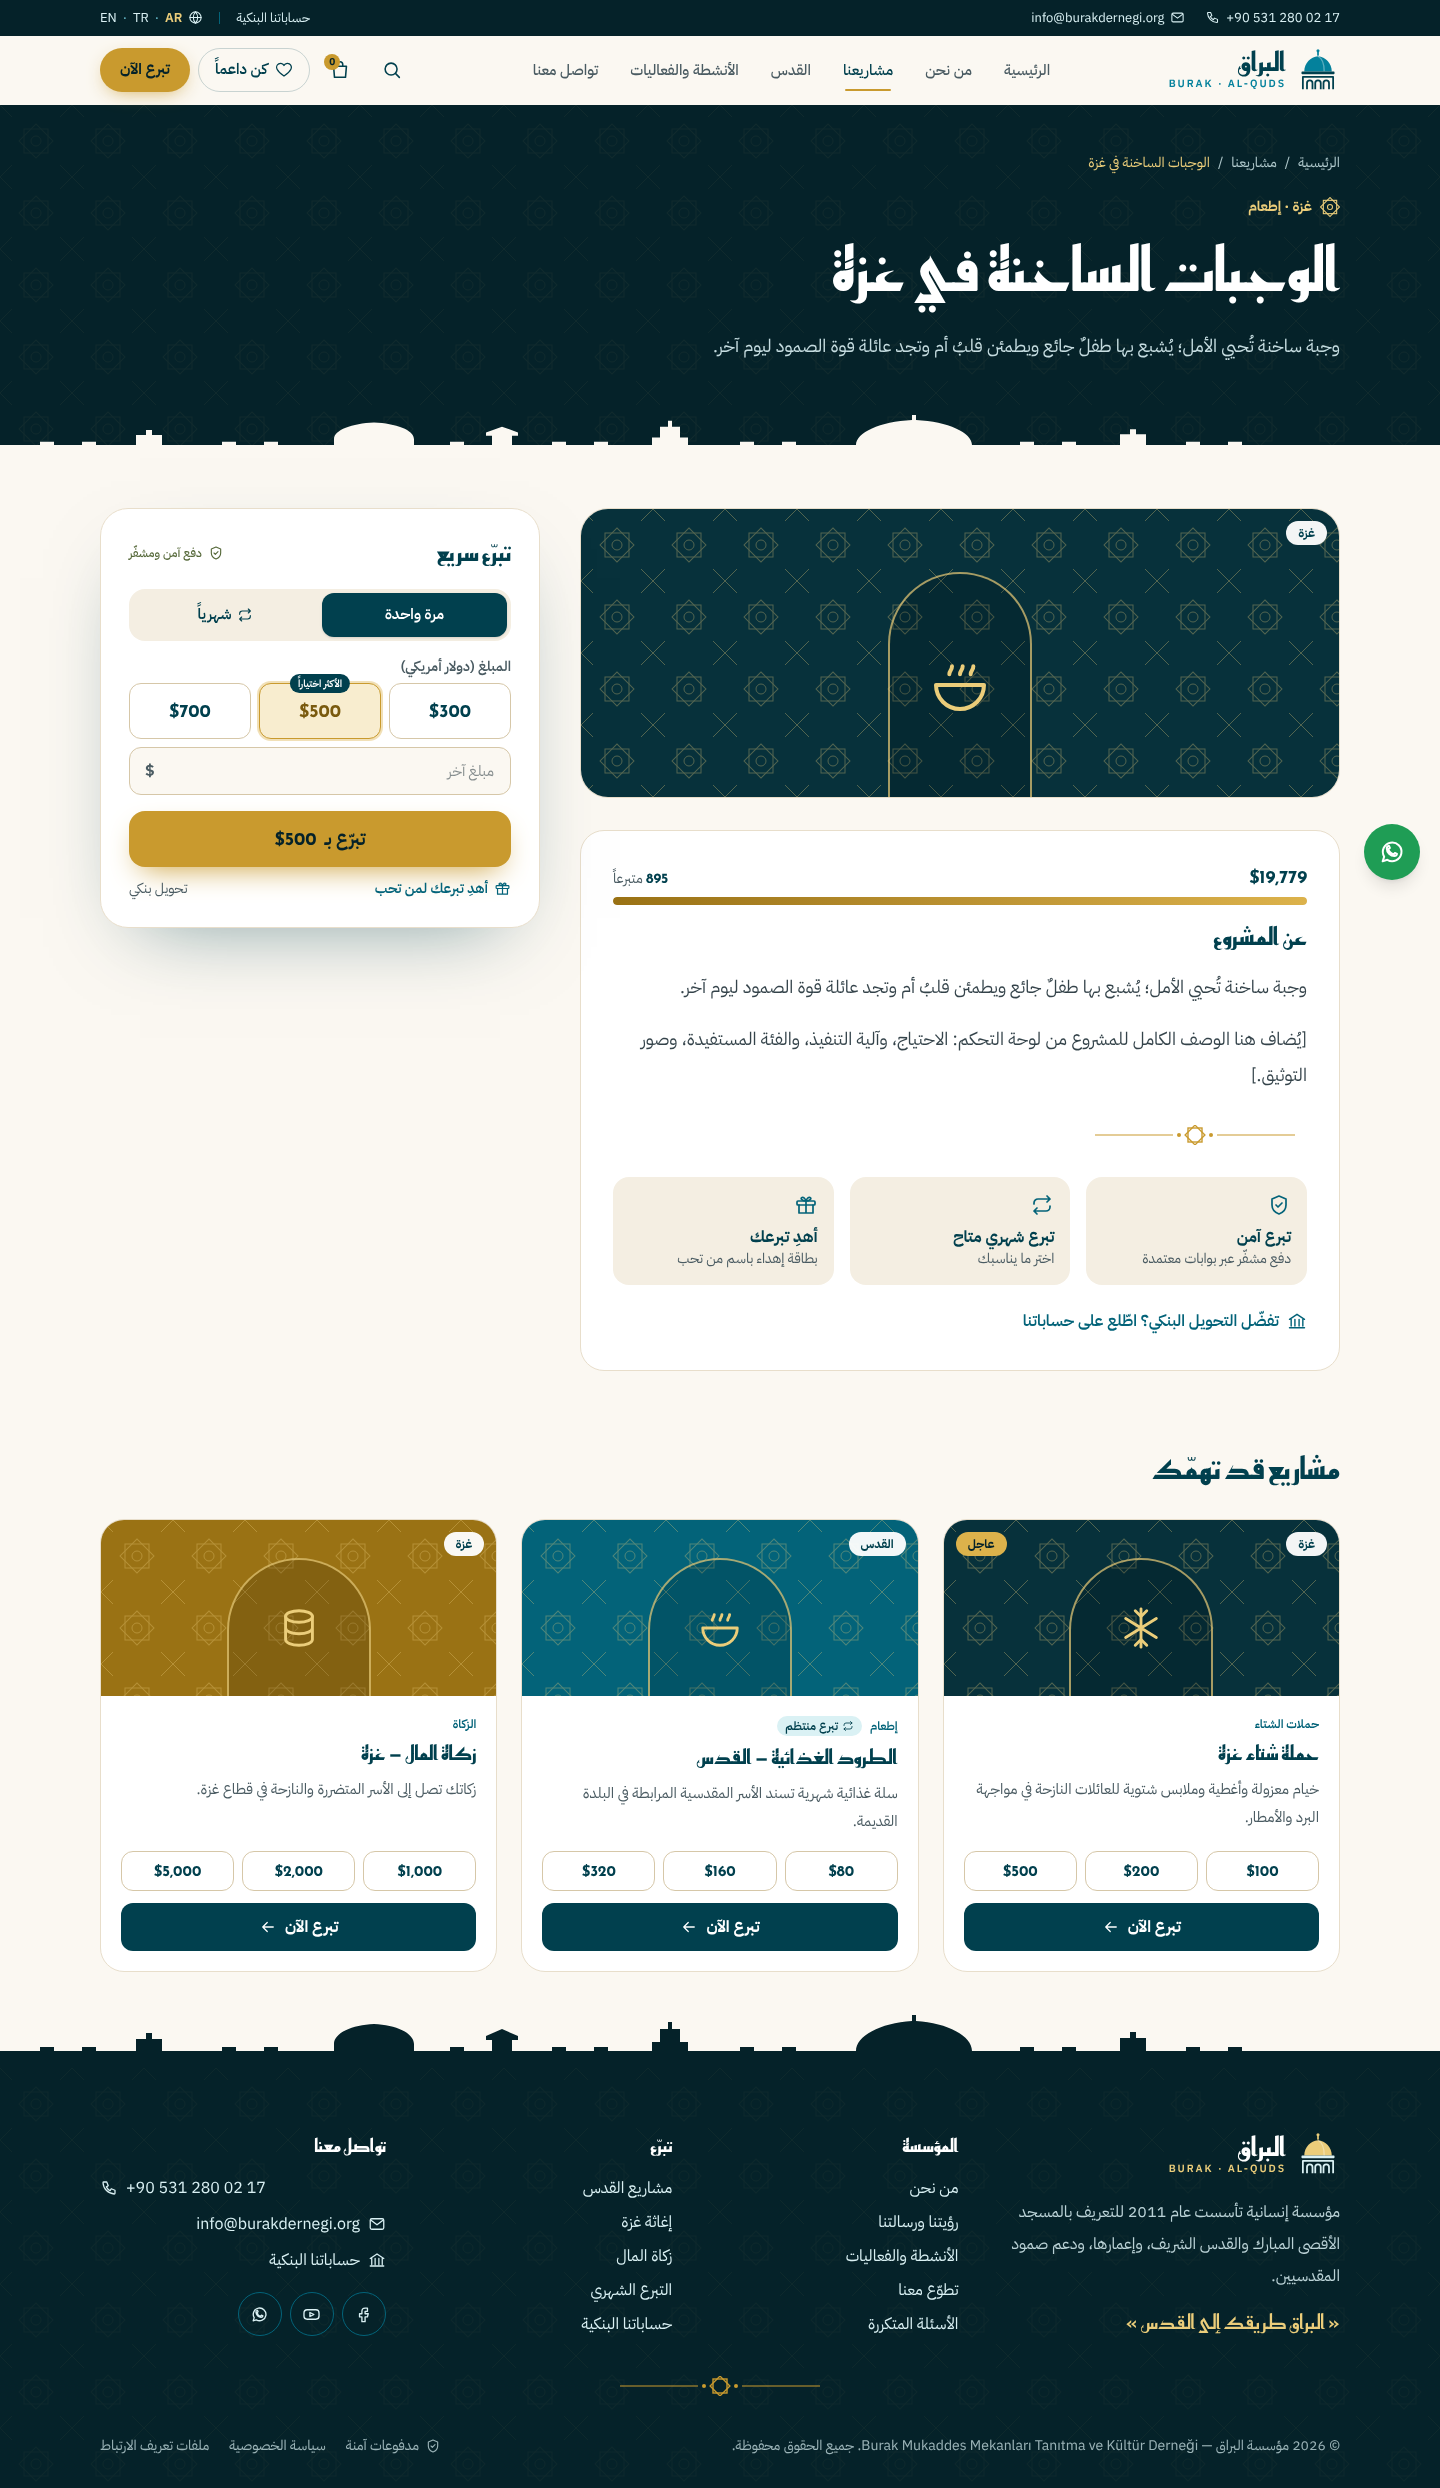 +90 531 280 02 17
info@burakdernegi.org
حساباتنا البنكية
AR · TR · EN
البراق
BURAK · AL-QUDS
الرئيسية
من نحن
مشاريعنا
القدس
الأنشطة والفعاليات
تواصل معنا
0
كن داعماً
تبرع الآن
الرئيسية / مشاريعنا / الوجبات الساخنة في غزة
غزة · إطعام
الوجبات الساخنة في غزة
وجبة ساخنة تُحيي الأمل؛ يُشبع بها طفلٌ جائع ويطمئن قلبُ أم وتجد عائلة قوة الصمود ليوم آخر.
غزة
$19,779
895 متبرعاً
عن المشروع
وجبة ساخنة تُحيي الأمل؛ يُشبع بها طفلٌ جائع ويطمئن قلبُ أم وتجد عائلة قوة الصمود ليوم آخر.
[يُضاف هنا الوصف الكامل للمشروع من لوحة التحكم: الاحتياج، وآلية التنفيذ، والفئة المستفيدة، وصور
التوثيق.]
تبرع آمن
دفع مشفّر عبر بوابات معتمدة
تبرع شهري متاح
اختر ما يناسبك
أهدِ تبرعك
بطاقة إهداء باسم من تحب
تفضّل التحويل البنكي؟ اطّلع على حساباتنا
تبرّع سريع
دفع آمن ومشفّر
مرة واحدة
شهرياً
المبلغ (دولار أمريكي)
$300
الأكثر اختياراً
$500
$700
مبلغ آخر
$
تبرّع بـ $500
أهدِ تبرعك لمن تحب
تحويل بنكي
مشاريع قد تهمّك
غزة
عاجل
حملات الشتاء
حملة شتاء غزة
خيام معزولة وأغطية وملابس شتوية للعائلات النازحة في مواجهة
البرد والأمطار.
$100
$200
$500
تبرع الآن
القدس
إطعام
تبرع منتظم
الطرود الغذائية – القدس
سلة غذائية شهرية تسند الأسر المقدسية المرابطة في البلدة
القديمة.
$80
$160
$320
تبرع الآن
غزة
الزكاة
زكاة المال – غزة
زكاتك تصل إلى الأسر المتضررة والنازحة في قطاع غزة.
$1,000
$2,000
$5,000
تبرع الآن
البراق
BURAK · AL-QUDS
مؤسسة إنسانية تأسست عام 2011 للتعريف بالمسجد
الأقصى المبارك والقدس الشريف، وإعمارها، ودعم صمود
المقدسيين.
« البراق طريقك إلى القدس »
المؤسسة
من نحن
رؤيتنا ورسالتنا
الأنشطة والفعاليات
تطوّع معنا
الأسئلة المتكررة
تبرّع
مشاريع القدس
إغاثة غزة
زكاة المال
التبرع الشهري
حساباتنا البنكية
تواصل معنا
+90 531 280 02 17
info@burakdernegi.org
حساباتنا البنكية
© 2026 مؤسسة البراق — Burak Mukaddes Mekanları Tanıtma ve Kültür Derneği. جميع الحقوق محفوظة.
مدفوعات آمنة
سياسة الخصوصية
ملفات تعريف الارتباط